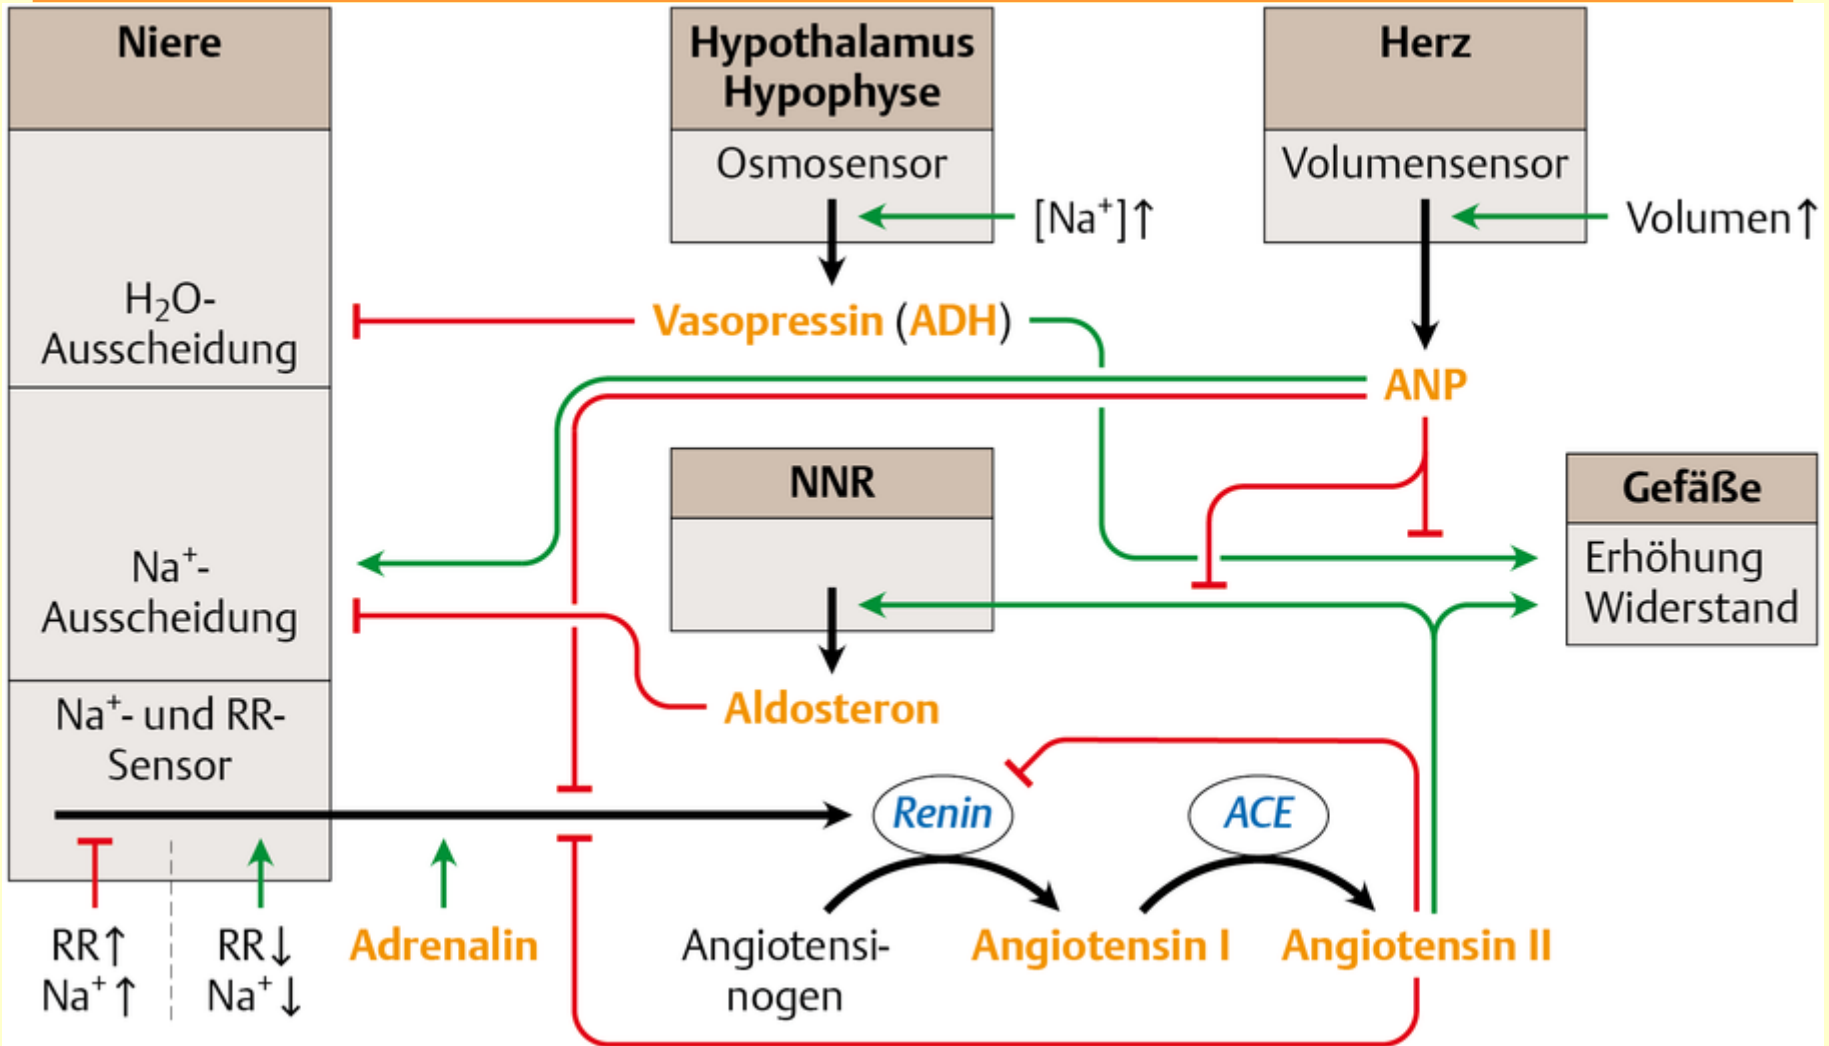 Niere
Hypothalamus
Hypophyse
Herz
Osmosensor
Volumensensor
[Na⁺]↑
Volumen↑
H₂O-
Ausscheidung
Vasopressin (ADH)
ANP
NNR
Gefäße
Erhöhung
Widerstand
Na⁺-
Ausscheidung
Aldosteron
Na⁺- und RR-
Sensor
Renin
ACE
RR↑
Na⁺↑
RR↓
Na⁺↓
Adrenalin
Angiotensi-
nogen
Angiotensin I
Angiotensin II